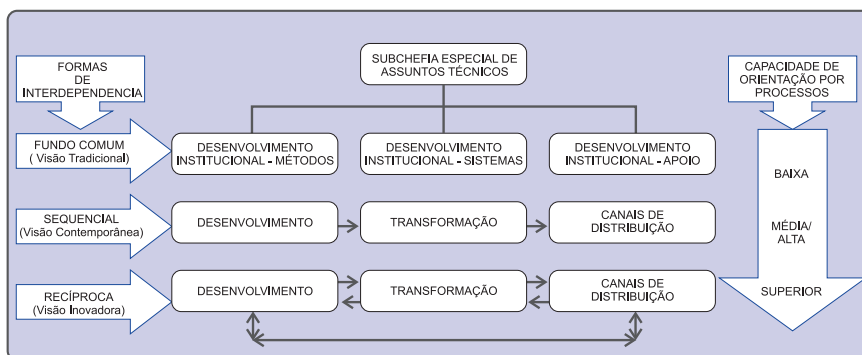 FORMAS
DE
INTERDEPENDENCIA
SUBCHEFIA ESPECIAL DE
ASSUNTOS TÉCNICOS
CAPACIDADE DE
ORIENTAÇÃO POR
PROCESSOS
FUNDO COMUM
( Visão Tradicional)
DESENVOLVIMENTO
INSTITUCIONAL - MÉTODOS
DESENVOLVIMENTO
INSTITUCIONAL - SISTEMAS
DESENVOLVIMENTO
INSTITUCIONAL - APOIO
BAIXA
SEQUENCIAL
(Visão Contemporânea)
DESENVOLVIMENTO
TRANSFORMAÇÃO
CANAIS DE
DISTRIBUIÇÃO
MÉDIA/
ALTA
RECÍPROCA
(Visão Inovadora)
DESENVOLVIMENTO
TRANSFORMAÇÃO
CANAIS DE
DISTRIBUIÇÃO
SUPERIOR